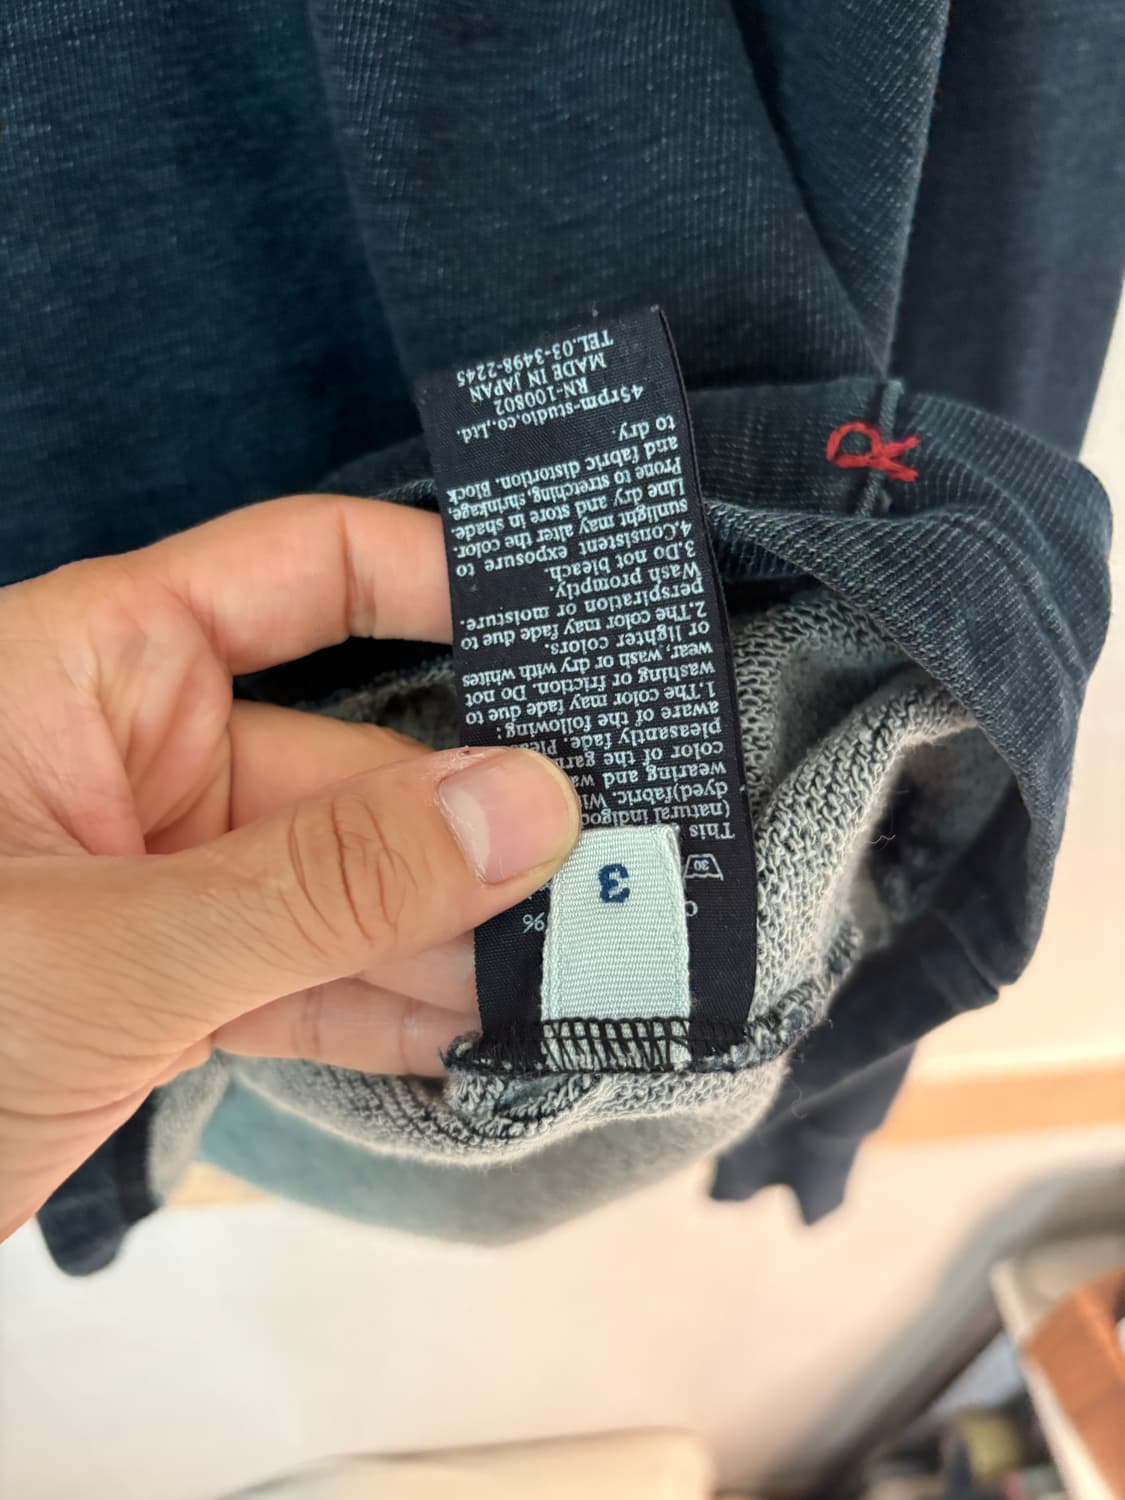 3
%
30
This
(natural indigo
dyed)fabric.
wearing and
color of the
pleasantly fade.
aware of the following :
1.The color may fade due to
washing or friction. Do not
wear, wash or dry with whites
or lighter colors.
2.The color may fade due to
perspiration or moisture.
Wash promptly.
3.Do not bleach.
4.Consistent exposure to
sunlight may alter the color.
Line dry and store in shade
Prone to stretching, shrinkage,
and fabric distortion. Block
to dry.
45rpm-studio.co.,Ltd.
RN-100802
MADE IN JAPAN
TEL.03-3498-2245
R